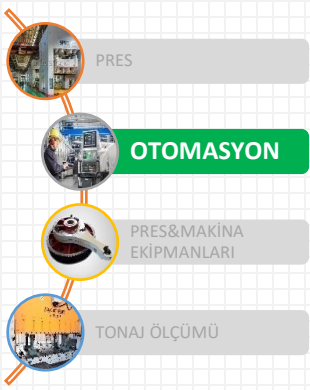 PRES
OTOMASYON
PRES&MAKİNA
EKİPMANLARI
TONAJ ÖLÇÜMÜ